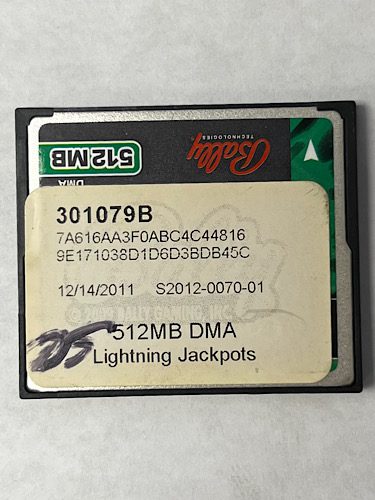 Bally
TECHNOLOGIES
512MB
DMA
301079B
7A616AA3F0ABC4C44816
9E171038D1D6D3BDB45C
12/14/2011 S2012-0070-01
512MB DMA
Lightning Jackpots